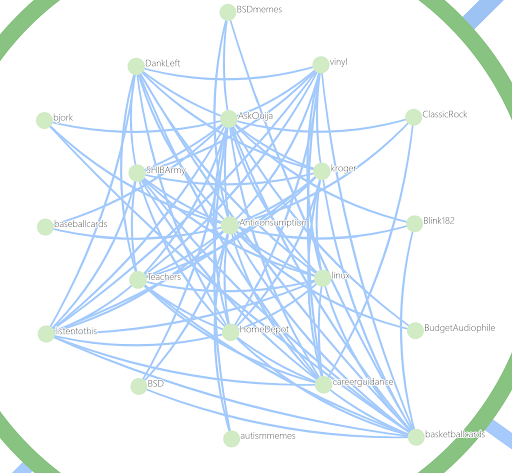 BSDmemes
DankLeft
vinyl
bjork
AskOuija
ClassicRock
SHIBArmy
kroger
baseballcards
Anticonsumption
Blink182
Teachers
linux
listentothis
HomeDepot
BudgetAudiophile
BSD
careerguidance
autismmemes
basketballcards